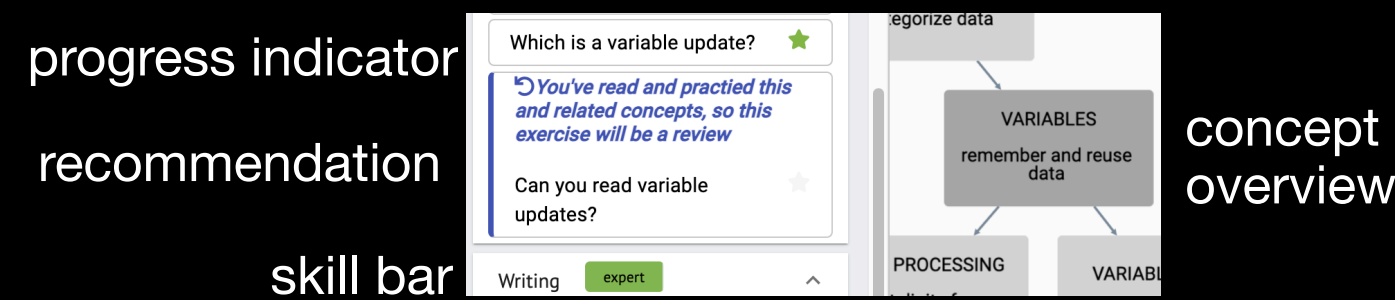 progress indicator
recommendation
skill bar
Which is a variable update?
You've read and practied this
and related concepts, so this
exercise will be a review
Can you read variable
updates?
Writing
expert
egorize data
VARIABLES
remember and reuse
data
PROCESSING
VARIABL
concept
overview